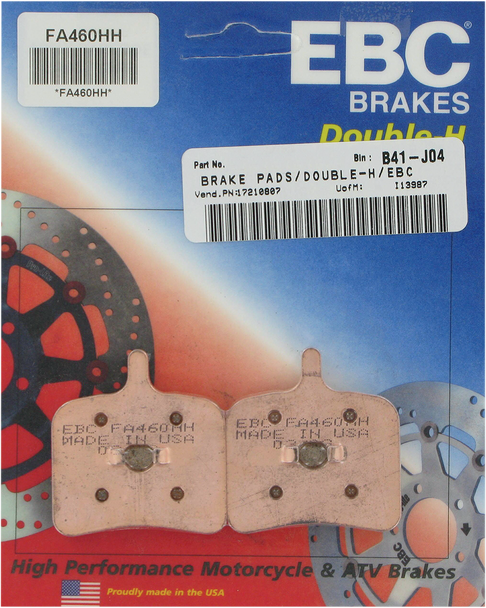 FA460HH
*FA460HH*
EBC
BRAKES
Double-H
Part No.
Bin: B41-J04
BRAKE PADS/DOUBLE-H/EBC
Vend.PN:17210807 UofM: I13987
EBC FA460HH
MADE IN USA
EBC FA460HH
MADE IN USA
EBC
High Performance Motorcycle & ATV Brakes
Proudly made in the USA